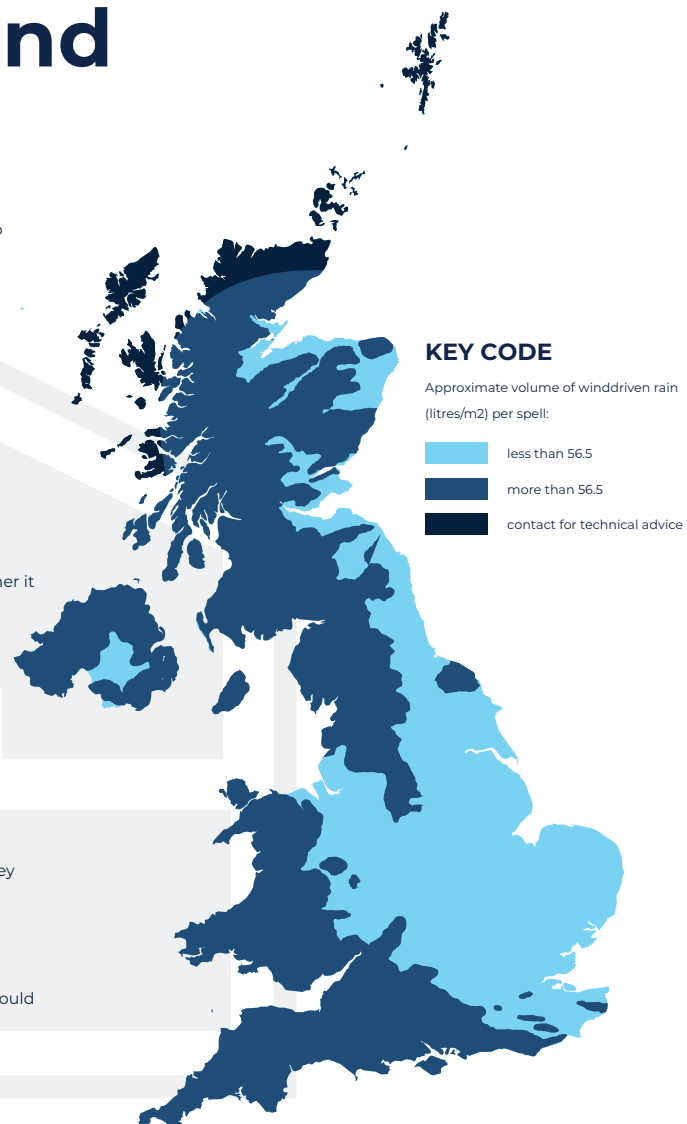 nd
KEY CODE
Approximate volume of winddriven rain
(litres/m2) per spell:
less than 56.5
more than 56.5
contact for technical advice
ner it
ey
ould